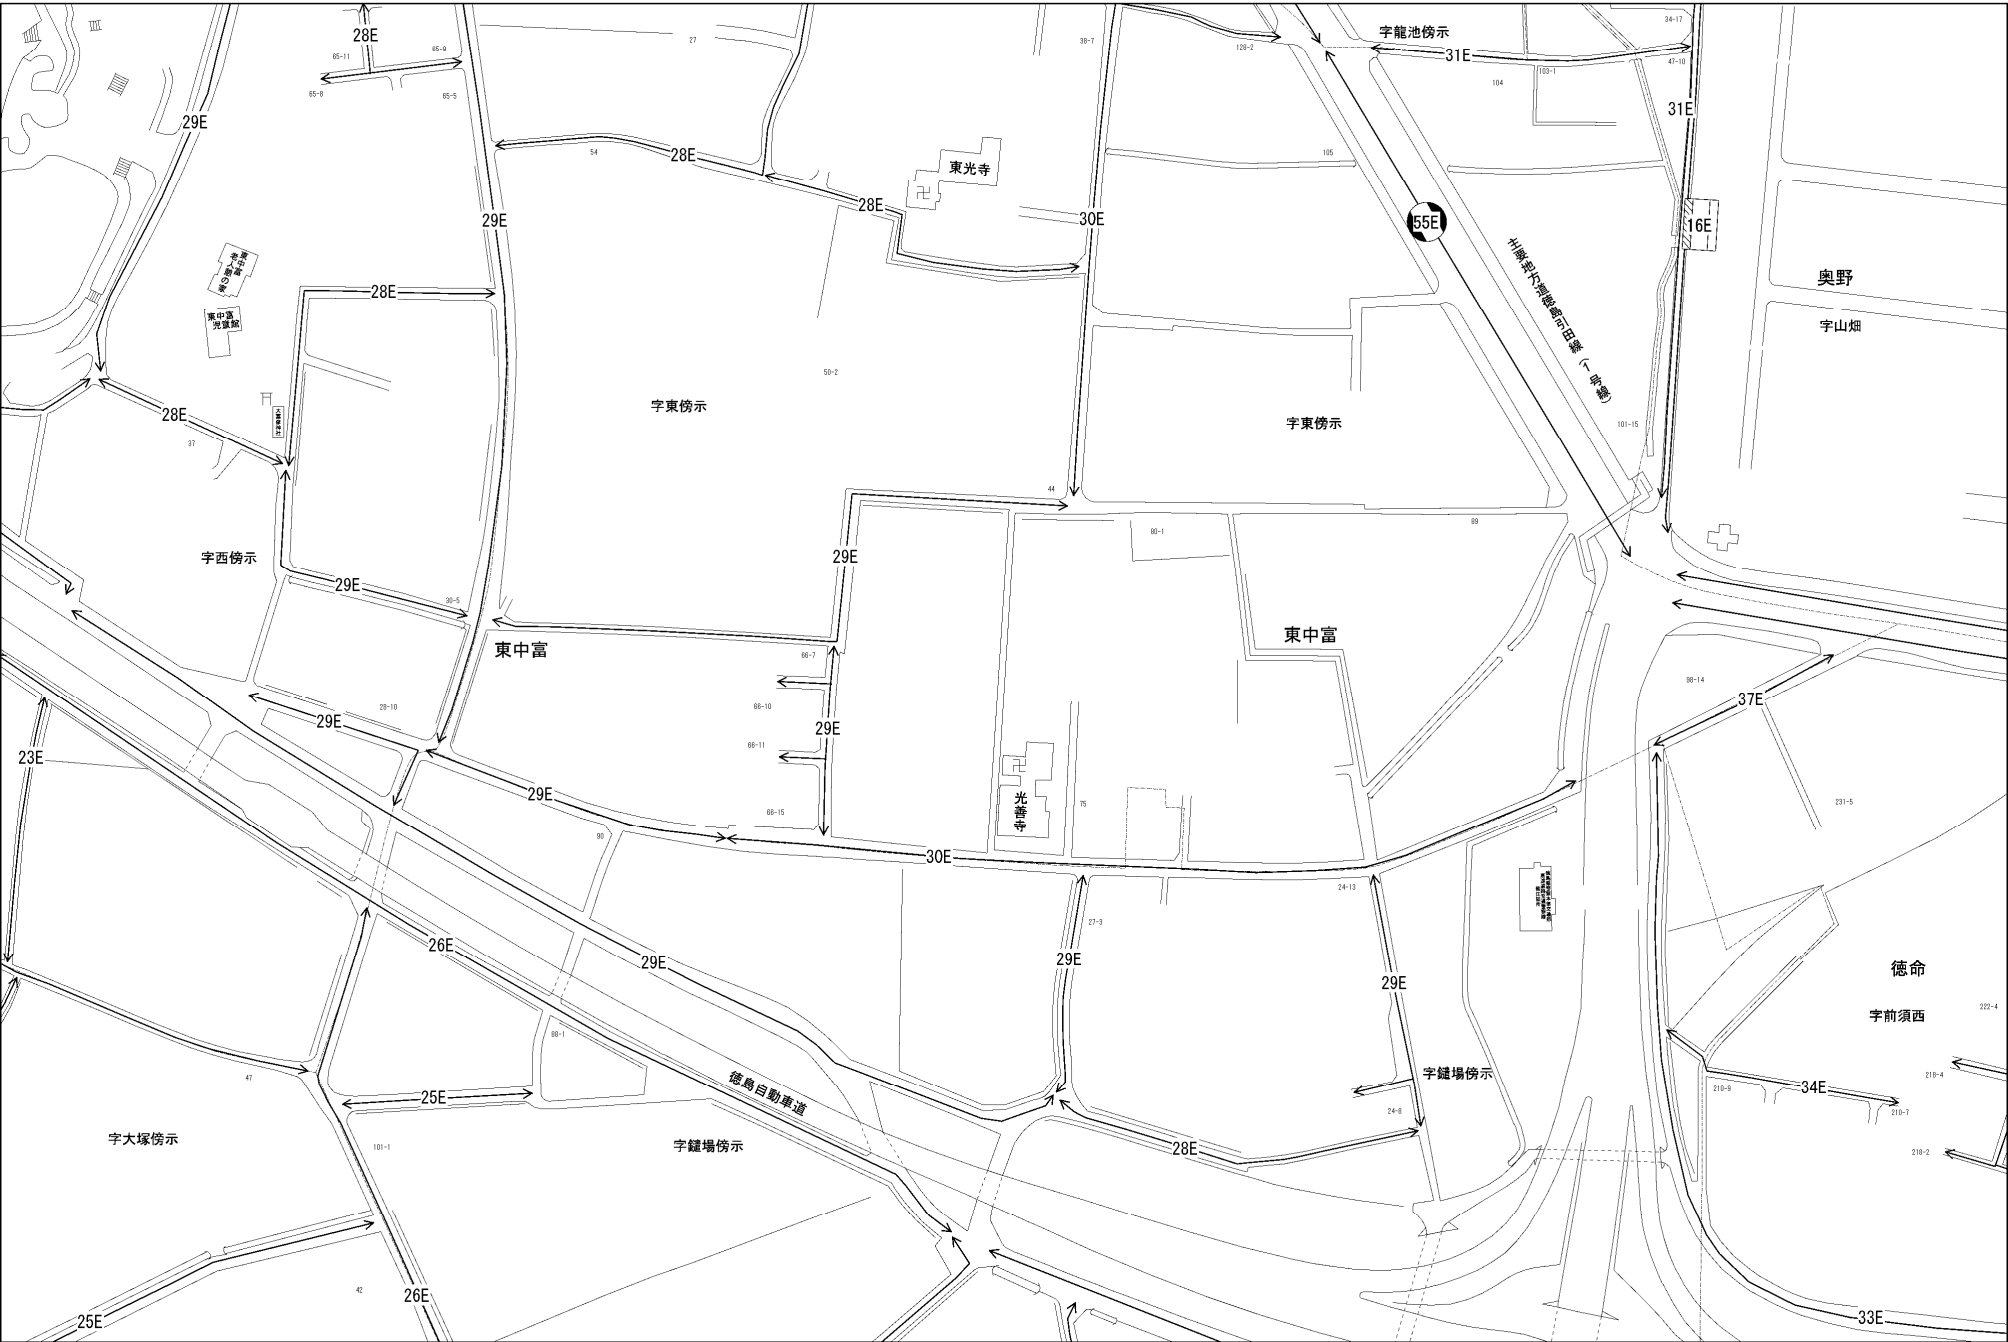 28E
65-11
65-9
65-8
65-5
27
38-7
128-2
字龍池傍示
34-17
31E
47-10
104
103-1
29E
31E
54
28E
東光寺
105
28E
29E
30E
55E
16E
東中富
老人憩の家
東中富
児童館
28E
主要地方道徳島引田線(1号線)
奥野
字山畑
50-2
28E
37
字東傍示
字東傍示
101-15
44
80-1
89
字西傍示
29E
30-5
29E
東中富
東中富
66-7
28-10
66-10
98-14
29E
29E
37E
23E
66-11
29E
光善寺
75
66-15
90
30E
231-5
24-13
27-3
26E
29E
29E
29E
徳命
222-4
字前須西
88-1
47
25E
徳島自動車道
字鑓場傍示
218-4
210-9
34E
210-7
24-8
字大塚傍示
101-1
字鑓場傍示
28E
218-2
42
26E
25E
33E